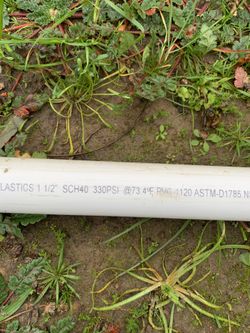 LASTICS 1 1/2" SCH40 330PSI @73.4°F PVC 1120 ASTM-D1785 N